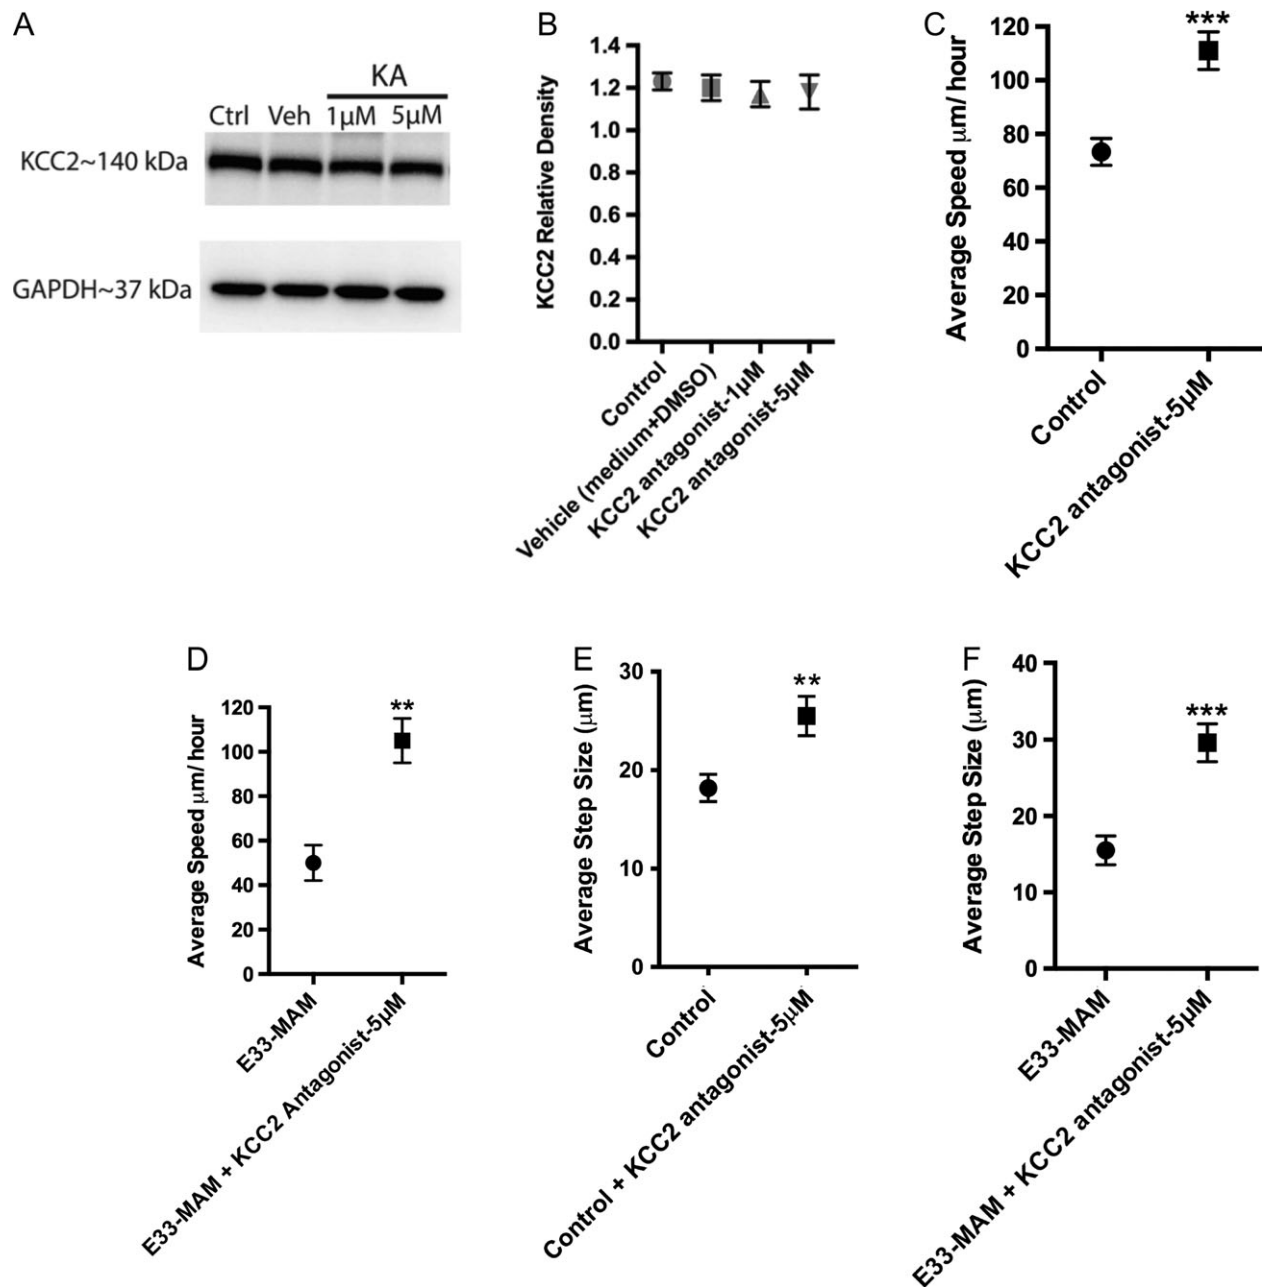 A
KA
Ctrl Veh 1µM 5µM
KCC2~140 kDa
GAPDH~37 kDa
B
KCC2 Relative Density
1.4
1.2
1.0
0.8
0.6
0.4
0.2
0.0
Control
Vehicle (medium+DMSO)
KCC2 antagonist-1µM
KCC2 antagonist-5µM
C
Average Speed µm/ hour
120
100
80
60
40
20
0
***
Control
KCC2 antagonist-5µM
D
Average Speed µm/ hour
120
100
80
60
40
20
0
**
E33-MAM
E33-MAM + KCC2 Antagonist-5µM
E
Average Step Size (µm)
30
20
10
0
**
Control
Control + KCC2 antagonist-5µM
F
Average Step Size (µm)
40
30
20
10
0
***
E33-MAM
E33-MAM + KCC2 antagonist-5µM